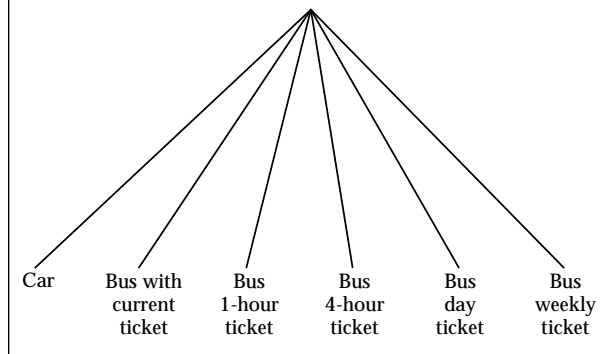 Car
Bus with
current
ticket
Bus
1-hour
ticket
Bus
4-hour
ticket
Bus
day
ticket
Bus
weekly
ticket